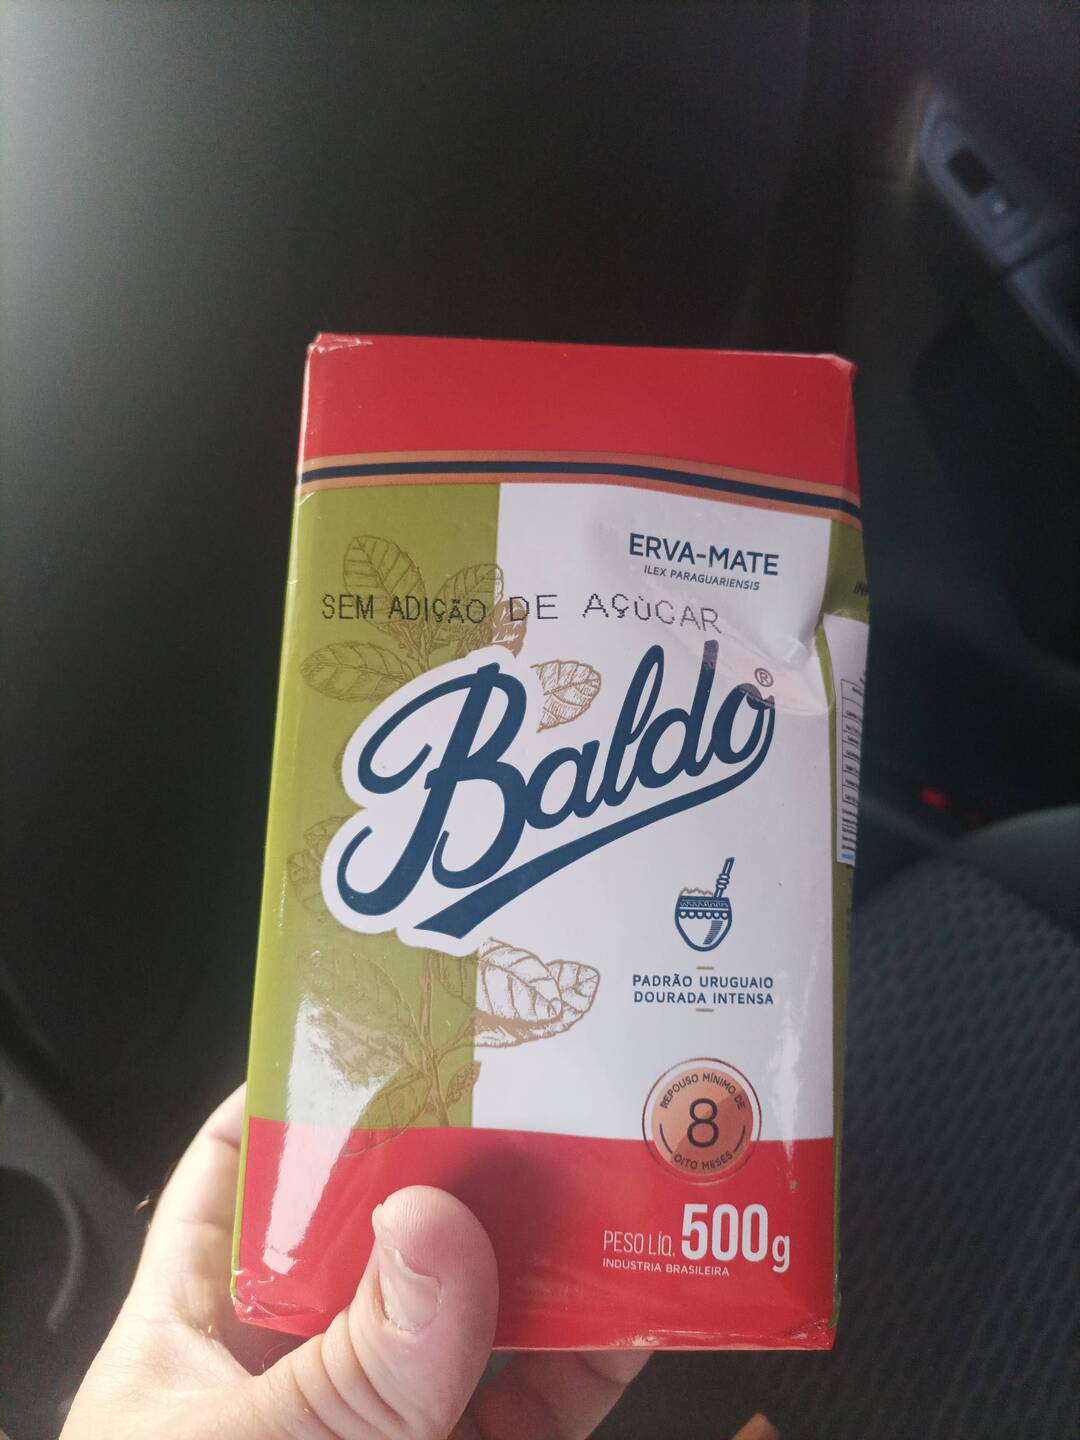 ERVA-MATE
ILEX PARAGUARIENSIS
SEM ADIÇÃO DE AÇÙCAR
Baldo®
PADRÃO URUGUAIO
DOURADA INTENSA
REPOUSO MÍNIMO DE
8
OITO MESES
PESO LÍQ. 500g
INDÚSTRIA BRASILEIRA